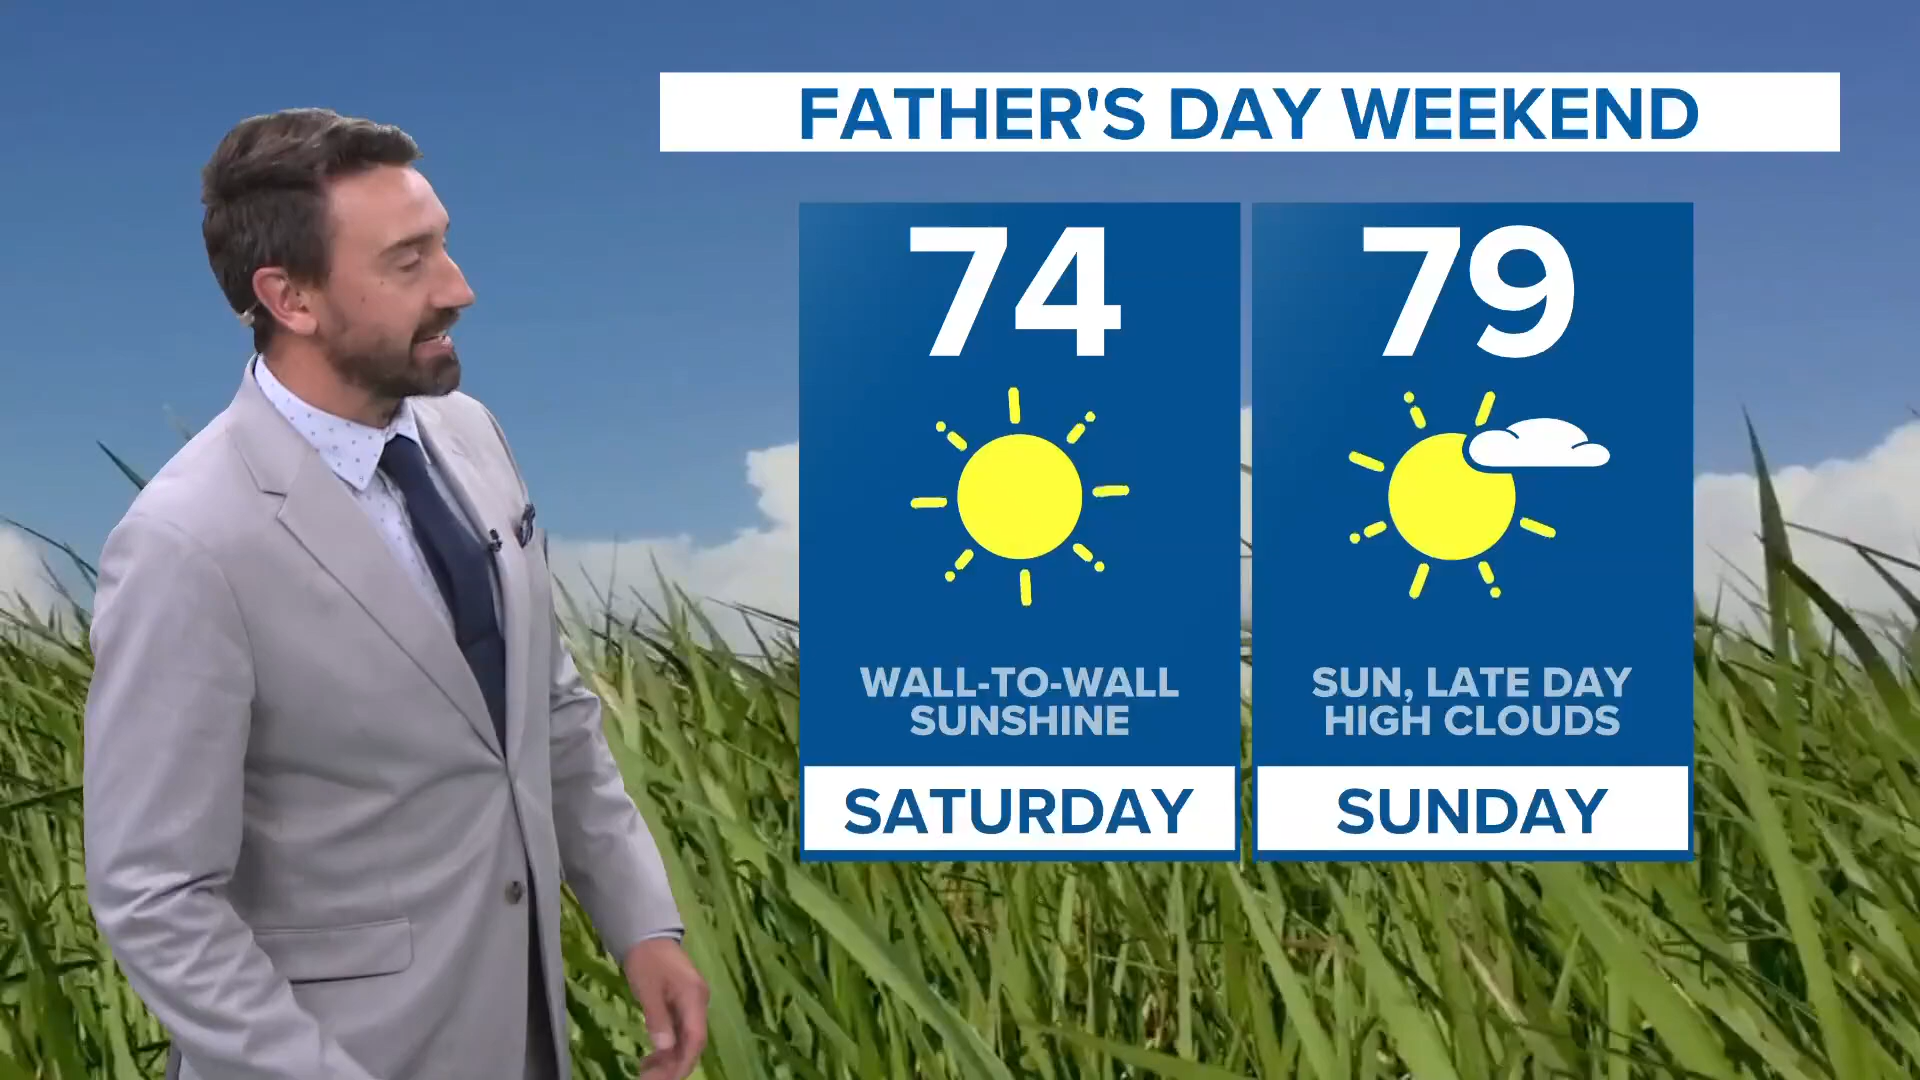 FATHER'S DAY WEEKEND
74
WALL-TO-WALL
SUNSHINE
SATURDAY
79
SUN, LATE DAY
HIGH CLOUDS
SUNDAY